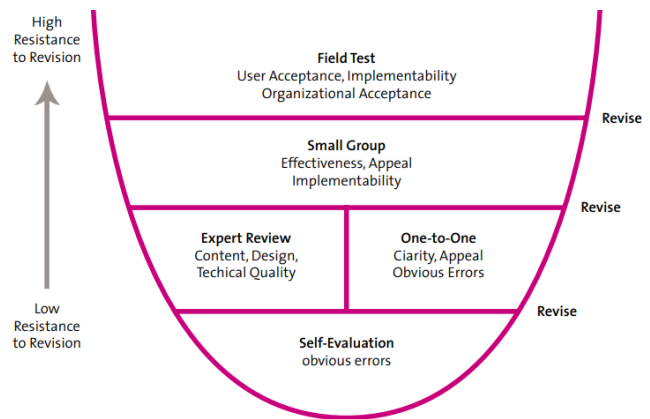 High
Resistance
to Revision
Field Test
User Acceptance, Implementability
Organizational Acceptance
Revise
Small Group
Effectiveness, Appeal
Implementability
Revise
Expert Review
Content, Design,
Techical Quality
One-to-One
Ciarity, Appeal
Obvious Errors
Low
Resistance
to Revision
Revise
Self-Evaluation
obvious errors